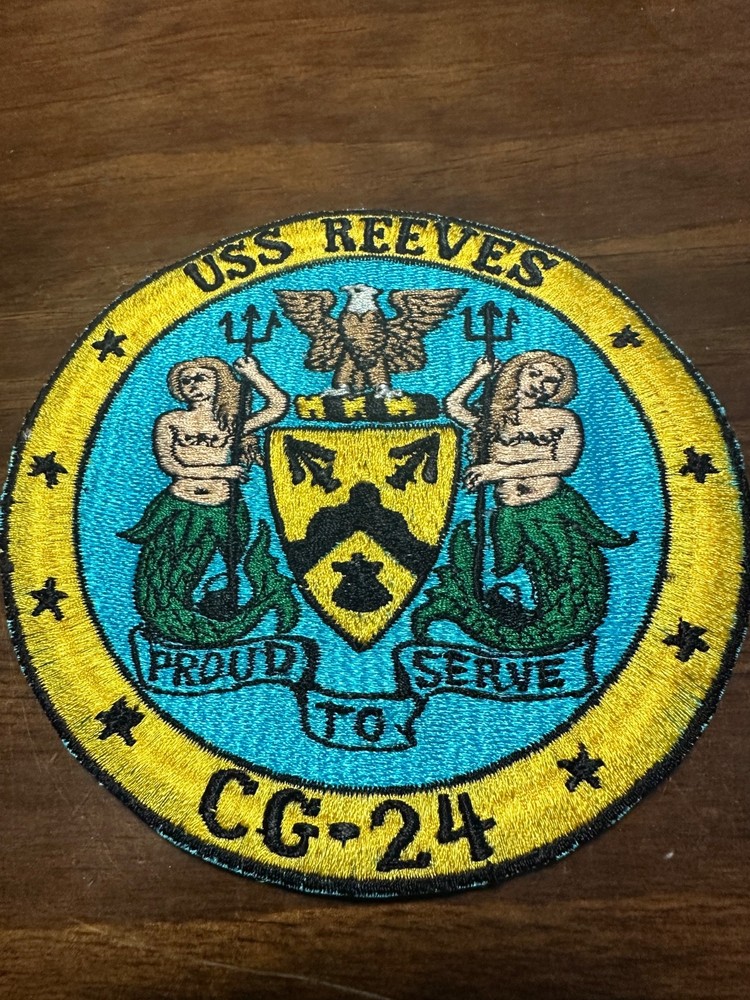 USS REEVES
PROUD
TO
SERVE
CG-24